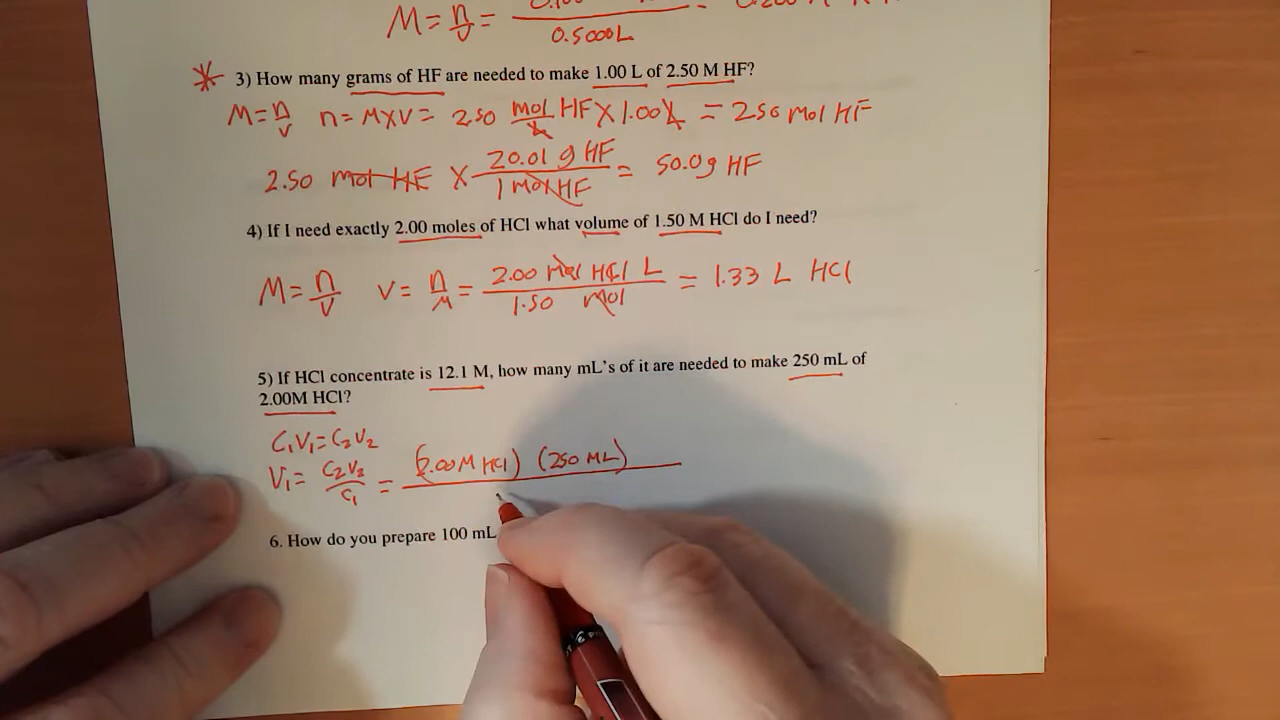 M = n/v =
0.5000L
3) How many grams of HF are needed to make 1.00 L of 2.50 M HF?
M = n/v n = M x V = 2.50 mol/L HF x 1.00 L = 2.50 mol HF
2.50 mol HF x 20.01 g HF / 1 mol HF = 50.0g HF
4) If I need exactly 2.00 moles of HCl what volume of 1.50 M HCl do I need?
M = n/v V = n/M = 2.00 mol HCl L / 1.50 mol = 1.33 L HCl
5) If HCl concentrate is 12.1 M, how many mL's of it are needed to make 250 mL of
2.00M HCl?
C₁V₁ = C₂V₂
V₁ = C₂V₂/C₁ = (2.00M HCl) (250 ML)
6. How do you prepare 100 mL